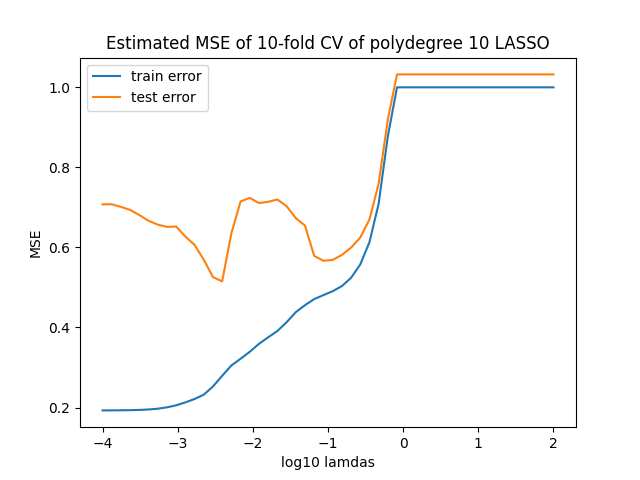 Estimated MSE of 10-fold CV of polydegree 10 LASSO
train error
test error
1.0
0.8
0.6
0.4
0.2
MSE
−4
−3
−2
−1
0
1
2
log10 lamdas